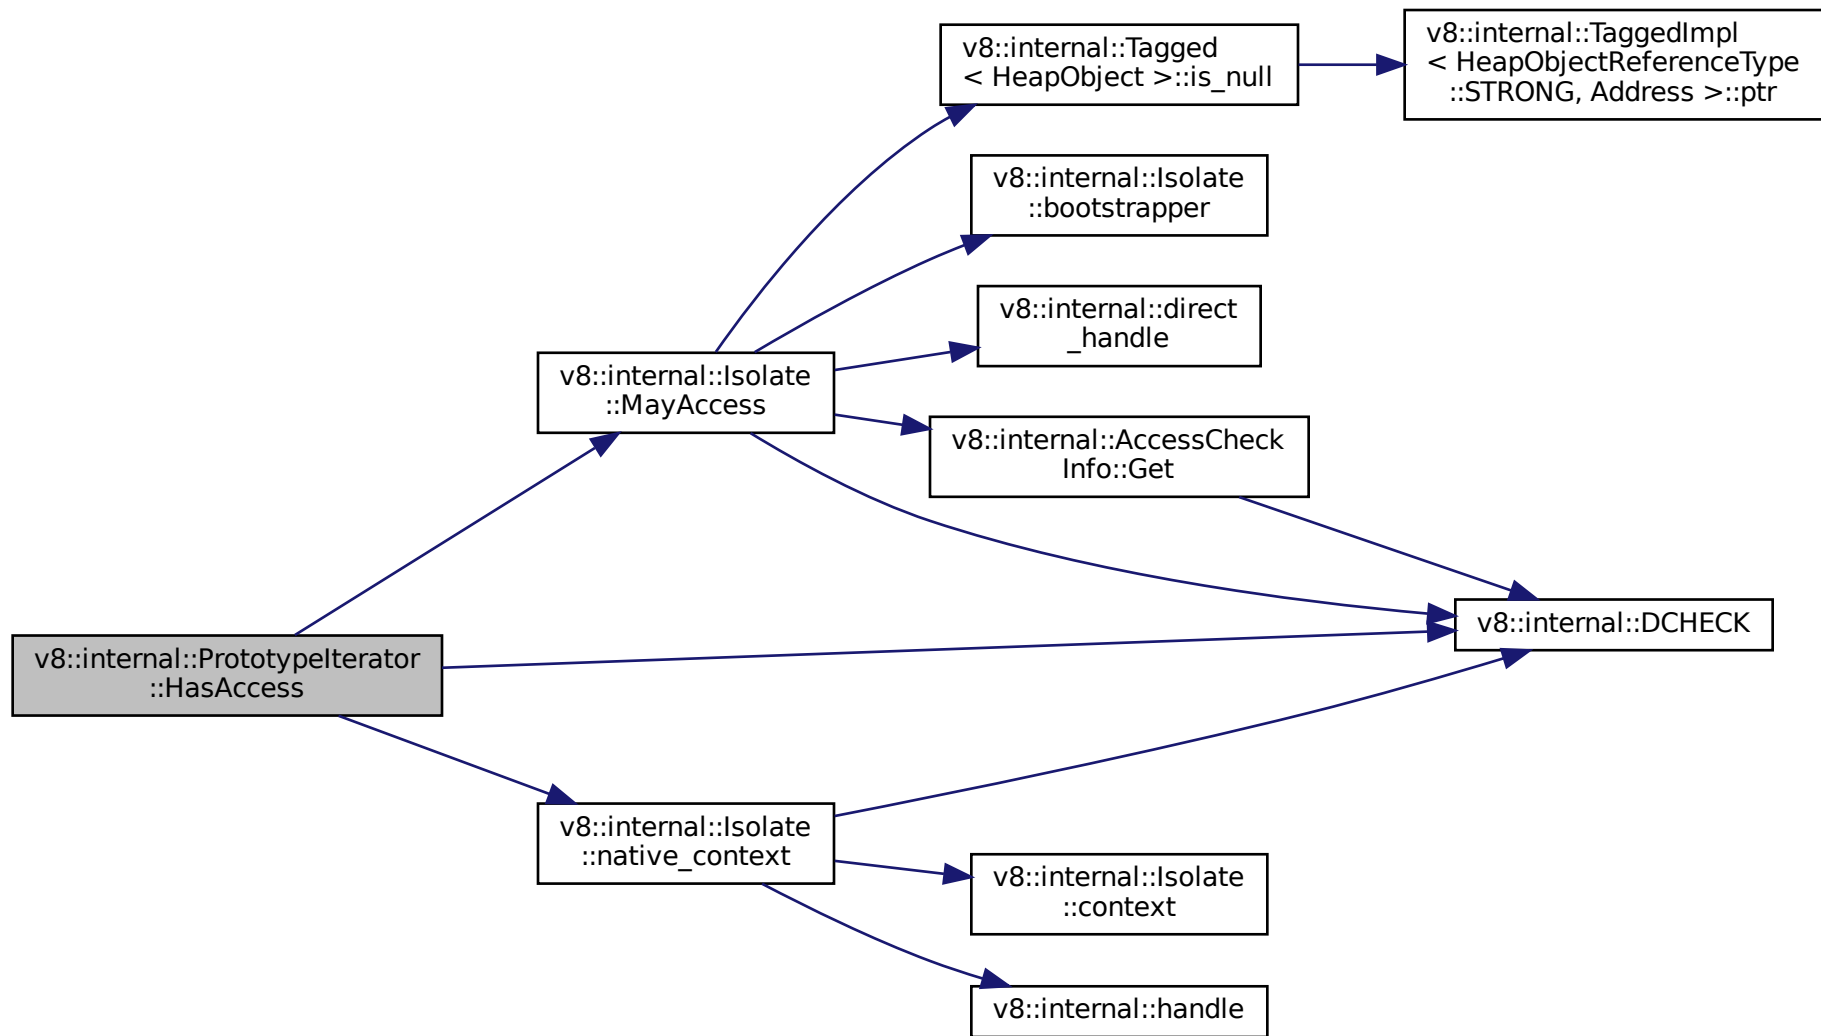 v8::internal::Tagged
< HeapObject >::is_null
v8::internal::TaggedImpl
< HeapObjectReferenceType
::STRONG, Address >::ptr
v8::internal::Isolate
::bootstrapper
v8::internal::direct
_handle
v8::internal::Isolate
::MayAccess
v8::internal::AccessCheck
Info::Get
v8::internal::DCHECK
v8::internal::PrototypeIterator
::HasAccess
v8::internal::Isolate
::native_context
v8::internal::Isolate
::context
v8::internal::handle